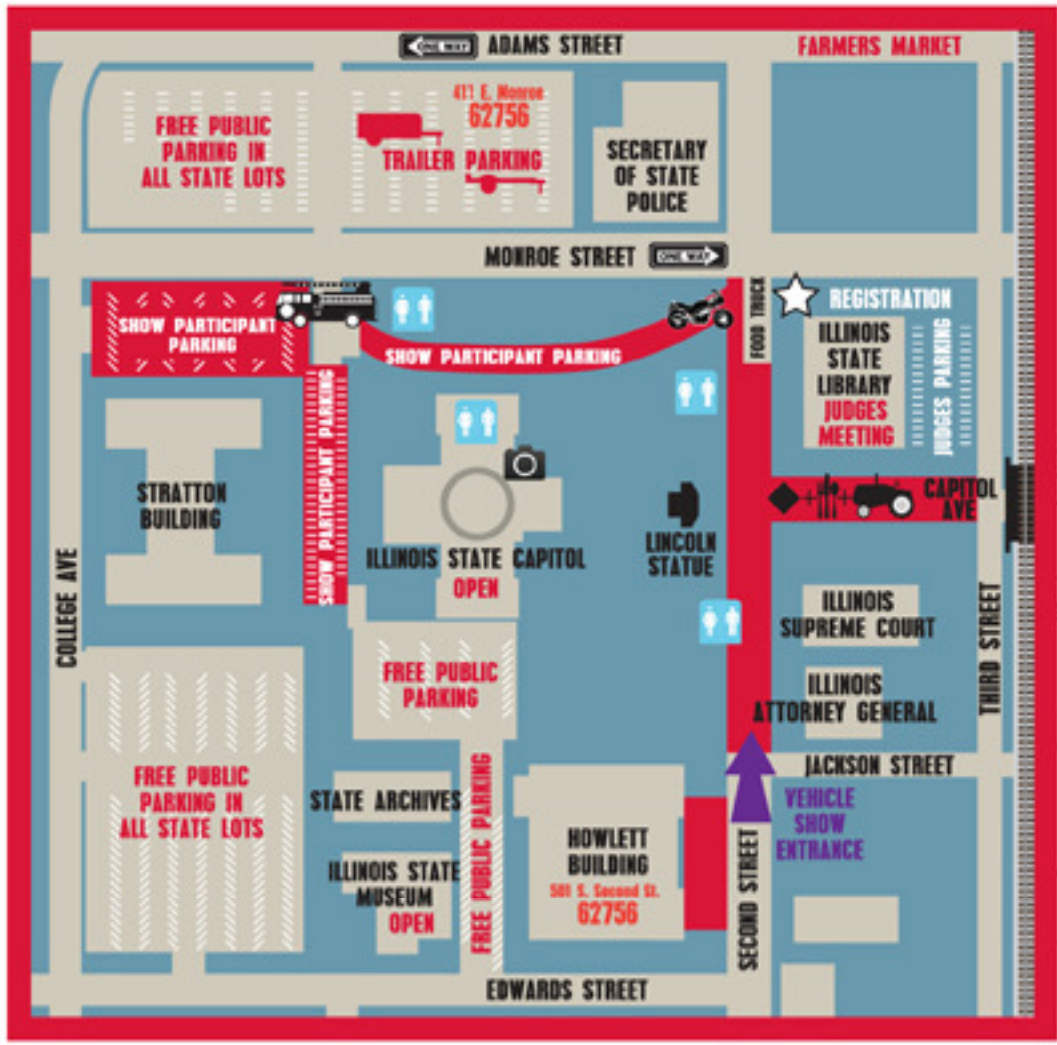 ONE WAY
ADAMS STREET
FARMERS MARKET
FREE PUBLIC
PARKING IN
ALL STATE LOTS
411 E. Monroe
62756
TRAILER PARKING
SECRETARY
OF STATE
POLICE
MONROE STREET
ONE WAY
SHOW PARTICIPANT
PARKING
SHOW PARTICIPANT PARKING
FOOD TRUCK
REGISTRATION
ILLINOIS
STATE
LIBRARY
JUDGES
MEETING
JUDGES PARKING
SHOW PARTICIPANT PARKING
STRATTON
BUILDING
ILLINOIS STATE CAPITOL
OPEN
LINCOLN
STATUE
CAPITOL
AVE
COLLEGE AVE
ILLINOIS
SUPREME COURT
THIRD STREET
FREE PUBLIC
PARKING
ILLINOIS
ATTORNEY GENERAL
JACKSON STREET
FREE PUBLIC
PARKING IN
ALL STATE LOTS
STATE ARCHIVES
FREE PUBLIC PARKING
HOWLETT
BUILDING
501 S. Second St.
62756
VEHICLE
SHOW
ENTRANCE
ILLINOIS STATE
MUSEUM
OPEN
SECOND STREET
EDWARDS STREET